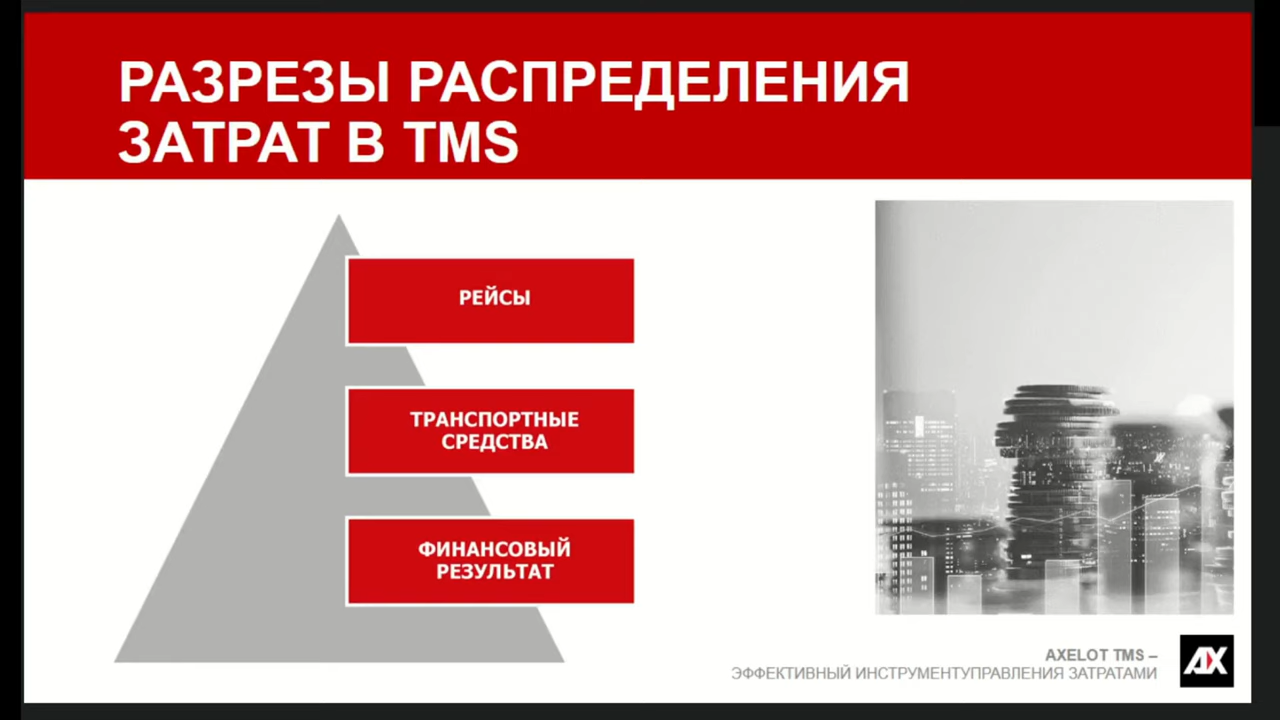 РАЗРЕЗЫ РАСПРЕДЕЛЕНИЯ
ЗАТРАТ В TMS
РЕЙСЫ
ТРАНСПОРТНЫЕ
СРЕДСТВА
ФИНАНСОВЫЙ
РЕЗУЛЬТАТ
AXELOT TMS –
ЭФФЕКТИВНЫЙ ИНСТРУМЕНТУПРАВЛЕНИЯ ЗАТРАТАМИ
AX